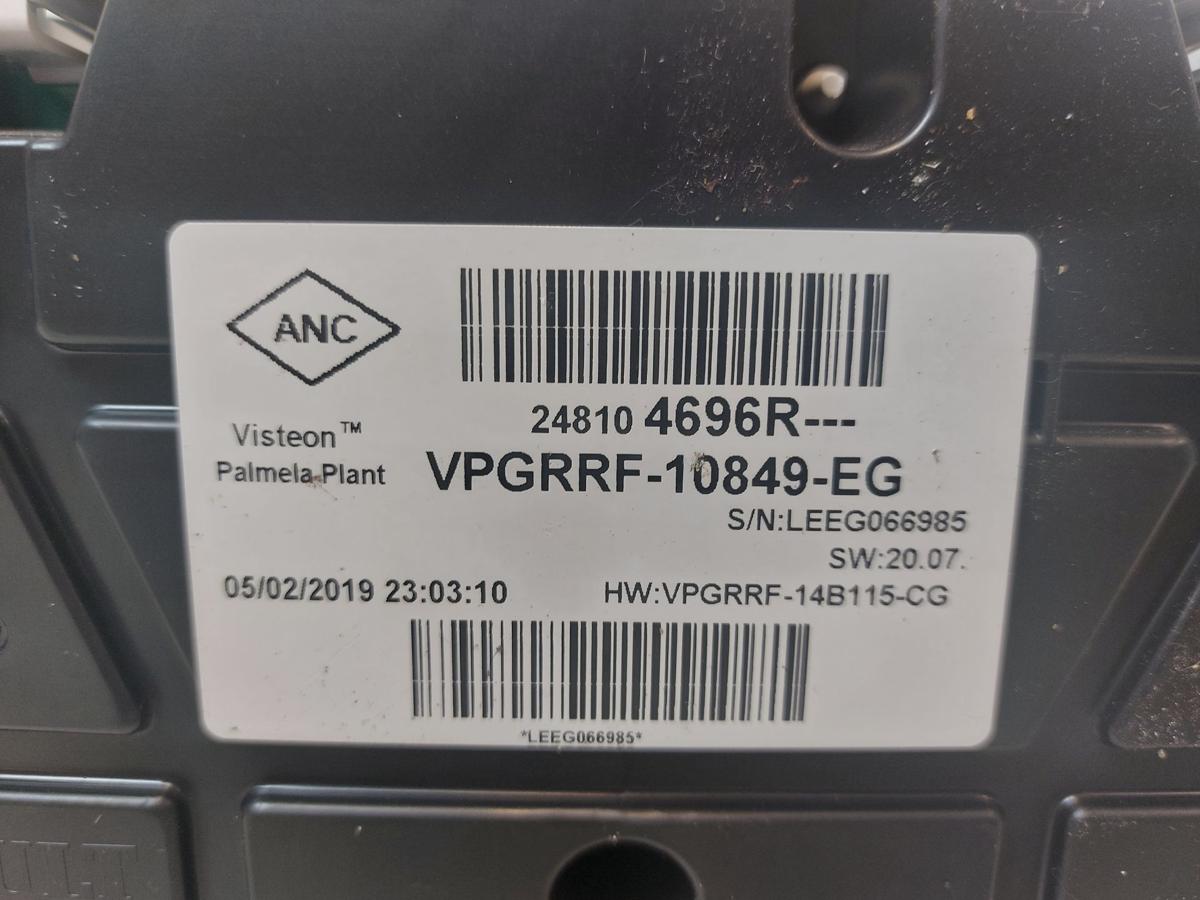 ANC
Visteon™
Palmela Plant
24810 4696R---
VPGRRF-10849-EG
S/N:LEEG066985
SW:20.07.
05/02/2019 23:03:10
HW:VPGRRF-14B115-CG
*LEEG066985*